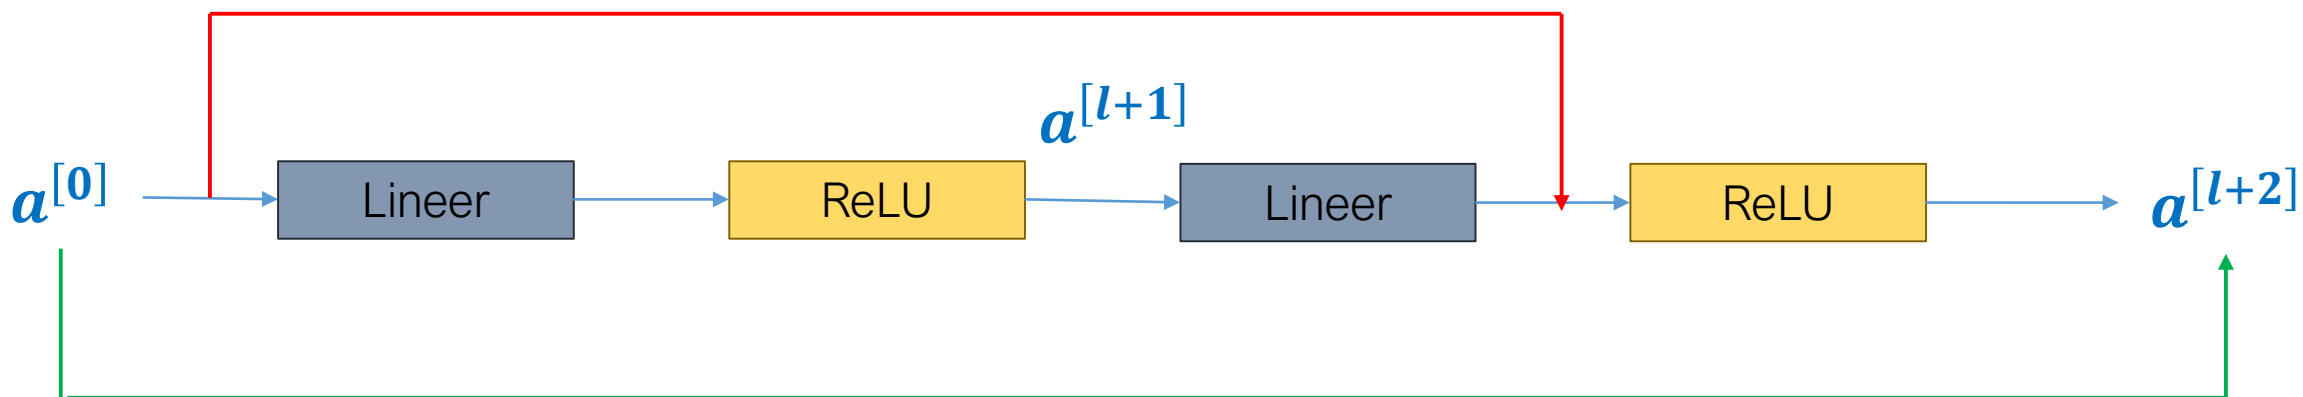 a^[l+1]
a^[0] Lineer ReLU Lineer ReLU a^[l+2]